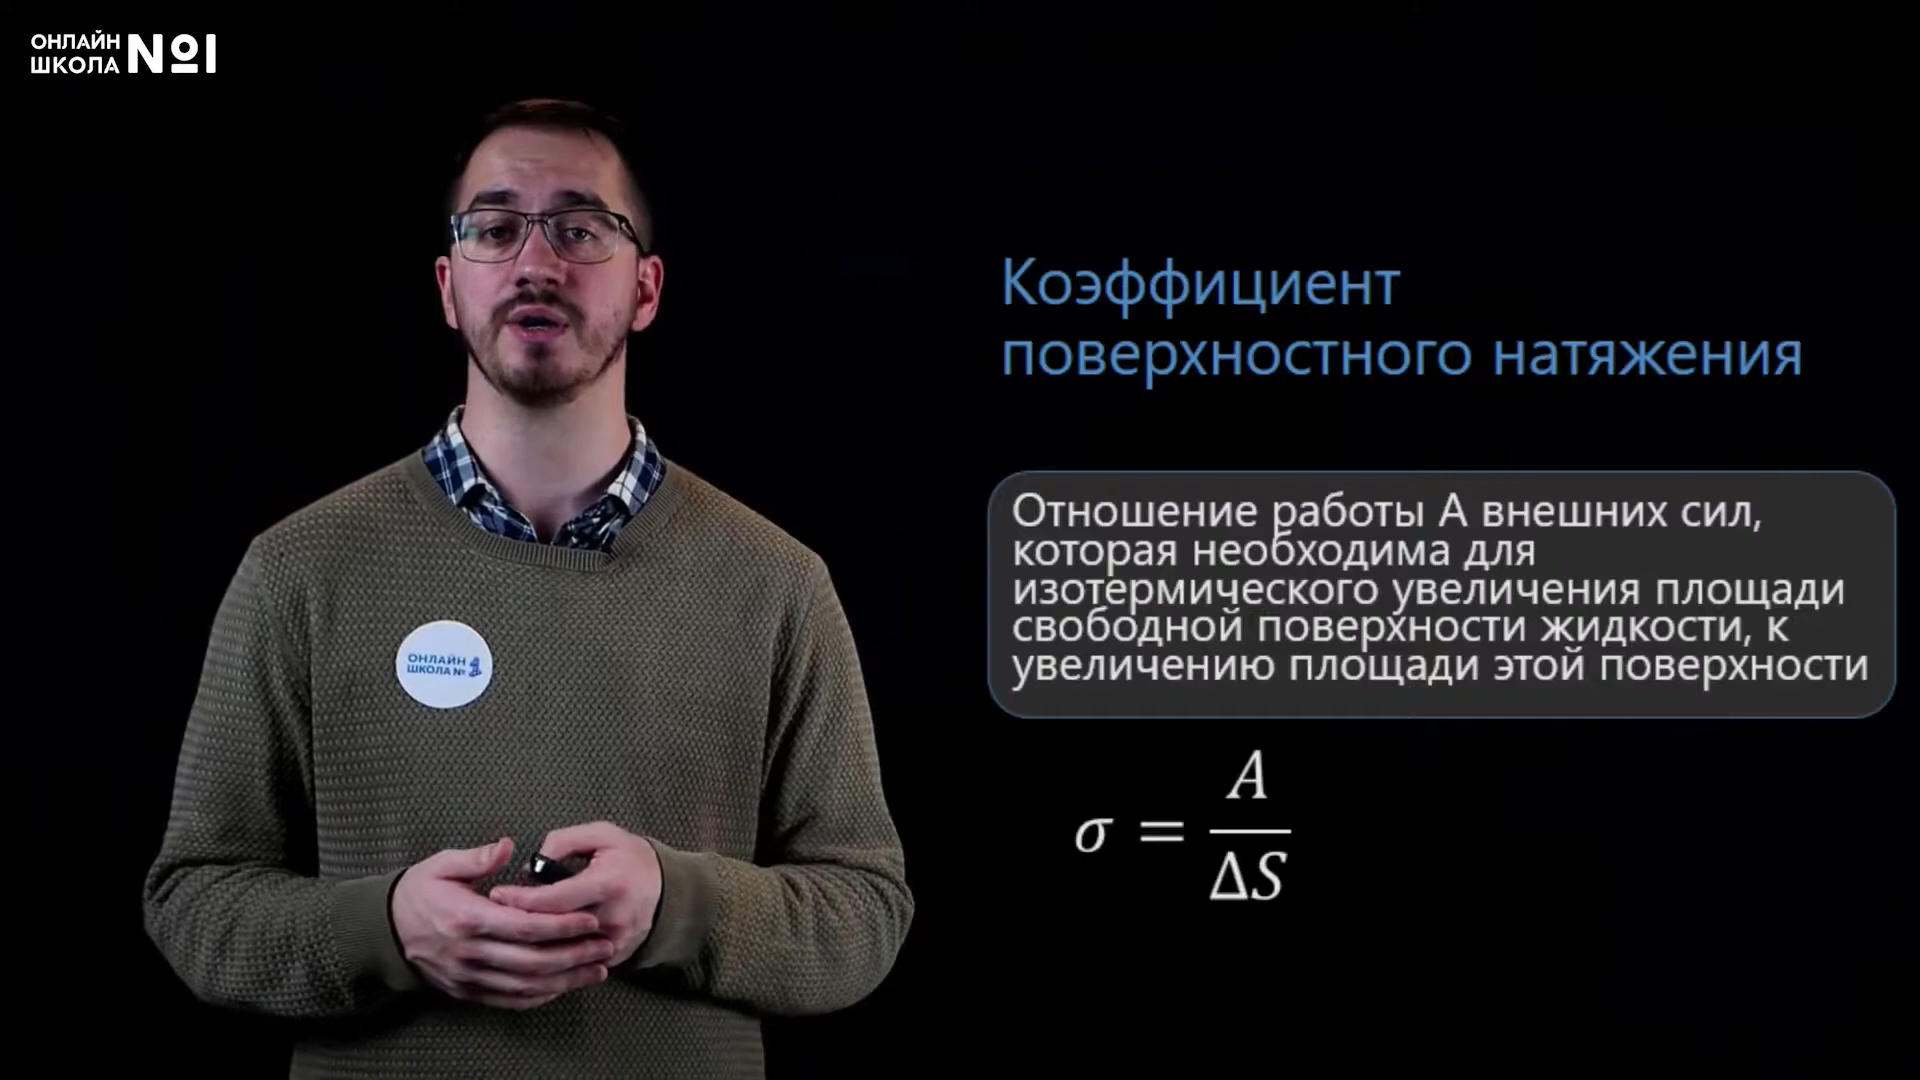 ОНЛАЙН
ШКОЛА №1
Коэффициент
поверхностного натяжения
Отношение работы А внешних сил,
которая необходима для
изотермического увеличения площади
свободной поверхности жидкости, к
увеличению площади этой поверхности
σ = A / ΔS
ОНЛАЙН
ШКОЛА № 1